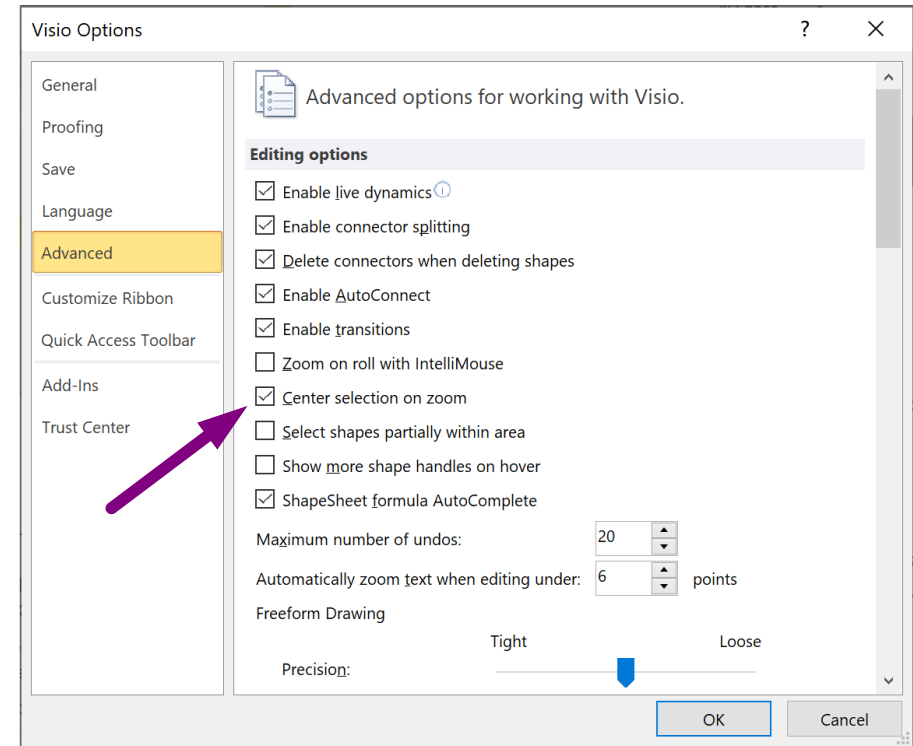 Visio Options
?
General
Proofing
Save
Language
Advanced
Customize Ribbon
Quick Access Toolbar
Add-Ins
Trust Center
Advanced options for working with Visio.
Editing options
Enable live dynamics
Enable connector splitting
Delete connectors when deleting shapes
Enable AutoConnect
Enable transitions
Zoom on roll with IntelliMouse
Center selection on zoom
Select shapes partially within area
Show more shape handles on hover
ShapeSheet formula AutoComplete
Maximum number of undos: 20
Automatically zoom text when editing under: 6 points
Freeform Drawing
Tight Loose
Precision:
OK Cancel